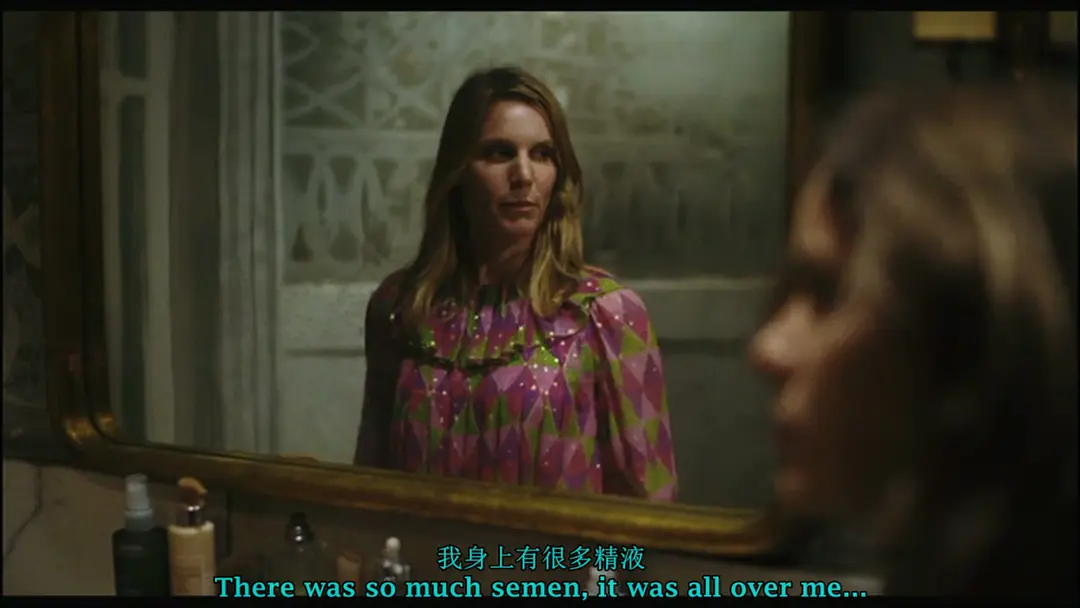 我身上有很多精液
There was so much semen, it was all over me...